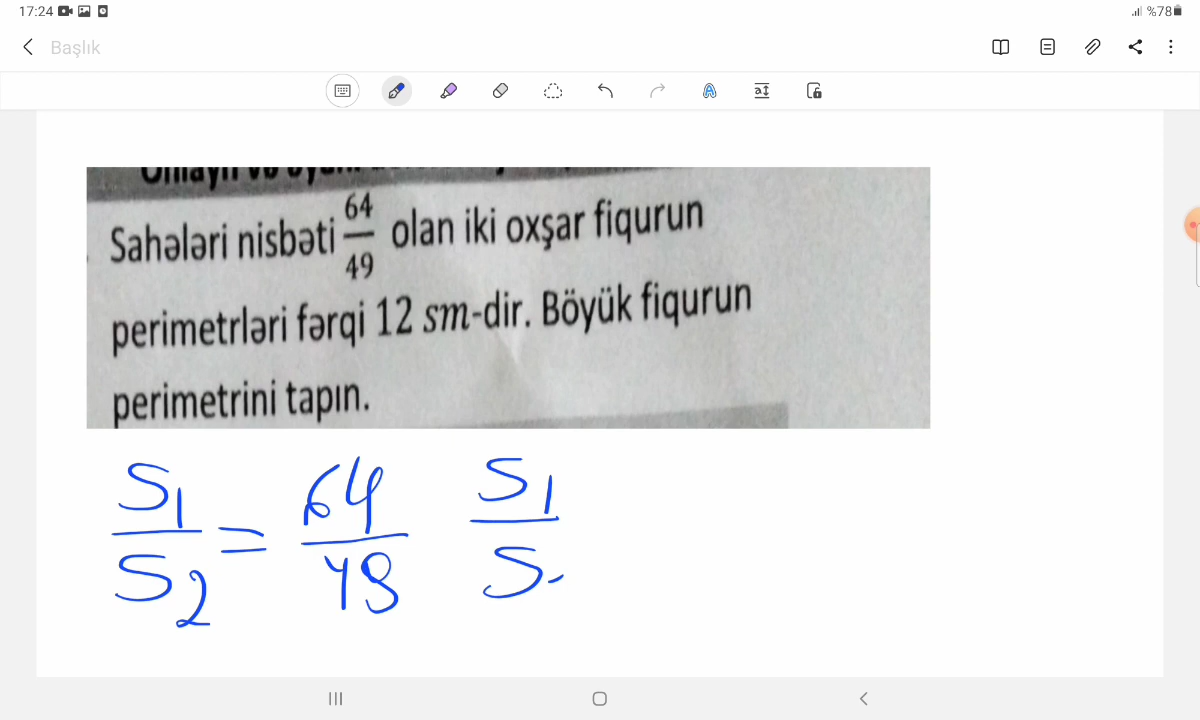 17:24 %78
Başlık
Sahələri nisbəti 64/49 olan iki oxşar fiqurun
perimetrləri fərqi 12 sm-dir. Böyük fiqurun
perimetrini tapın.
S1/S2 = 64/49 S1/S